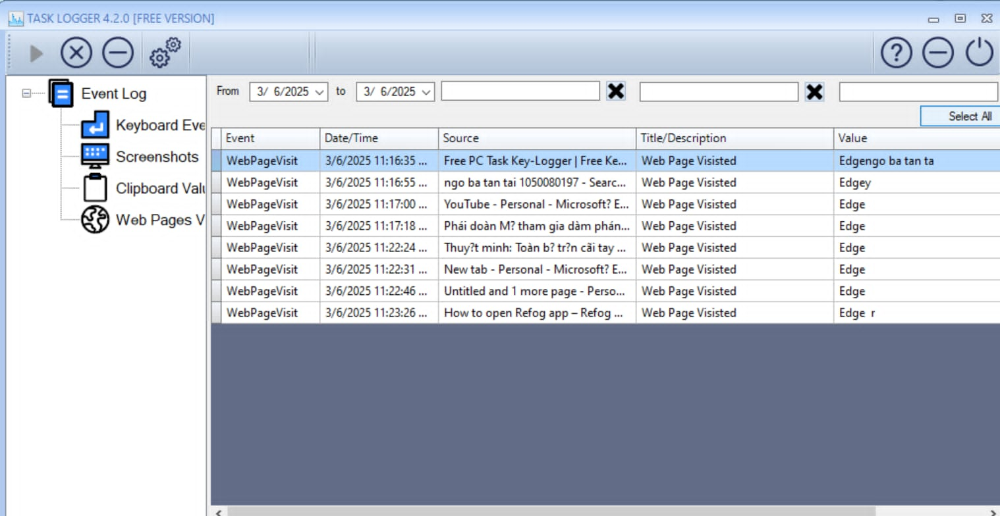 TASK LOGGER 4.2.0 [FREE VERSION]
Event Log
Keyboard Eve
Screenshots
Clipboard Valu
Web Pages V
From 3/ 6/2025 to 3/ 6/2025
Select All
Event Date/Time Source Title/Description Value
WebPageVisit 3/6/2025 11:16:35 ... Free PC Task Key-Logger | Free Ke... Web Page Visisted Edgengo ba tan ta
WebPageVisit 3/6/2025 11:16:55 ... ngo ba tan tai 1050080197 - Searc... Web Page Visisted Edgey
WebPageVisit 3/6/2025 11:17:00 ... YouTube - Personal - Microsoft? E... Web Page Visisted Edge
WebPageVisit 3/6/2025 11:17:18 ... Phái doàn M? tham gia dàm phán... Web Page Visisted Edge
WebPageVisit 3/6/2025 11:22:24 ... Thuy?t minh: Toàn b? tr?n cãi tay ... Web Page Visisted Edge
WebPageVisit 3/6/2025 11:22:31 ... New tab - Personal - Microsoft? E... Web Page Visisted Edge
WebPageVisit 3/6/2025 11:22:46 ... Untitled and 1 more page - Perso... Web Page Visisted Edge
WebPageVisit 3/6/2025 11:23:26 ... How to open Refog app – Refog ... Web Page Visisted Edge r